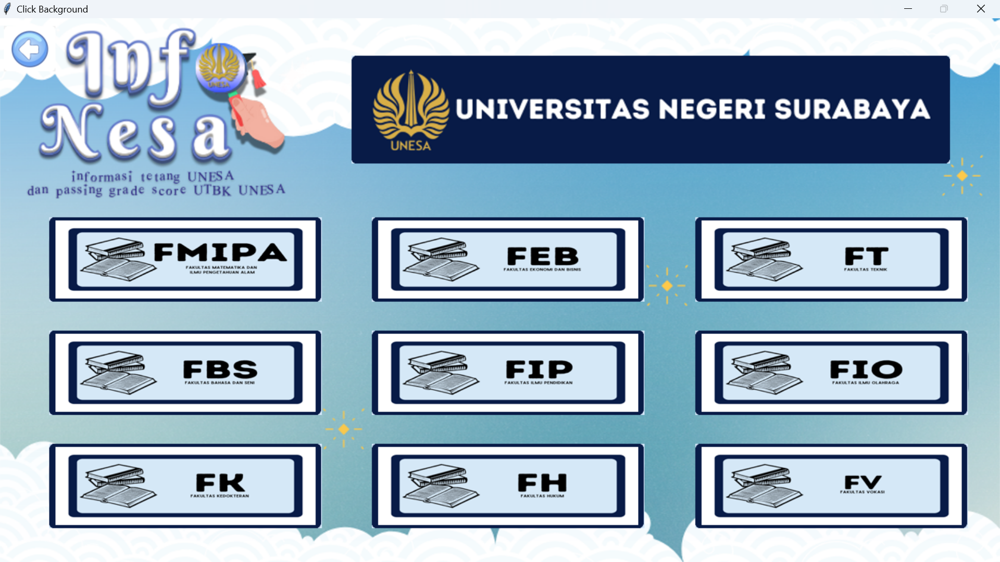 Click Background
Inf
UNESA
Nesa
informasi tetang UNESA
dan passing grade score UTBK UNESA
UNIVERSITAS NEGERI SURABAYA
UNESA
FMIPA
FAKULTAS MATEMATIKA DAN
ILMU PENGETAHUAN ALAM
FEB
FAKULTAS EKONOMI DAN BISNIS
FT
FAKULTAS TEKNIK
FBS
FAKULTAS BAHASA DAN SENI
FIP
FAKULTAS ILMU PENDIDIKAN
FIO
FAKULTAS ILMU OLAHRAGA
FK
FAKULTAS KEDOKTERAN
FH
FAKULTAS HUKUM
FV
FAKULTAS VOKASI